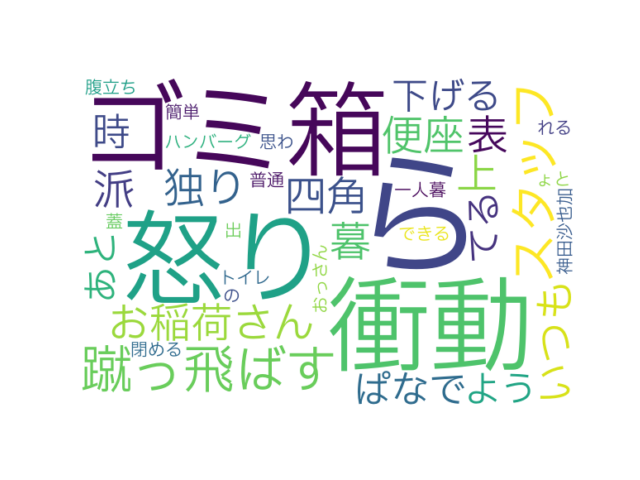 腹立ち
ゴミ箱
簡単
時
ハンバーグ
思わ
下げる
便座
表
スタッフ
れる
派
独り
普通
四角
一人暮
上
ょと
ら
てる
神田沙也加
蓋
怒り
出
暮
できる
あと
トイレ
の
おっさん
衝動
いつも
お稲荷さん
閉める
蹴っ飛ばす
ぱなで
よう